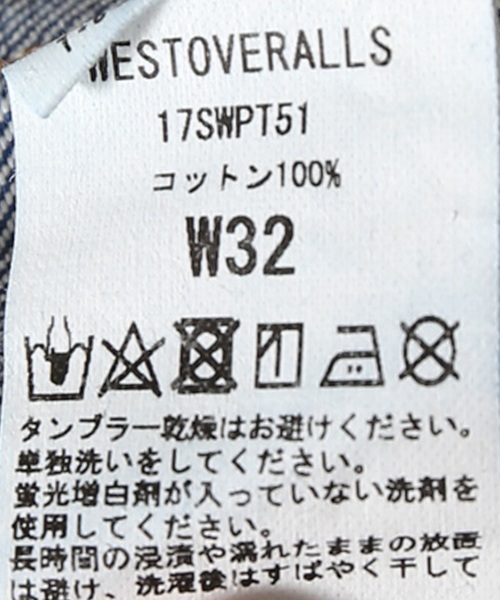 WESTOVERALLS
17SWPT51
コットン100%
W32
タンブラー乾燥はお避けください。
単独洗いをしてください。
蛍光増白剤が入っていない洗剤を
使用してください。
長時間の浸漬や濡れたままの放置
は避け、洗濯後はすばやく干して